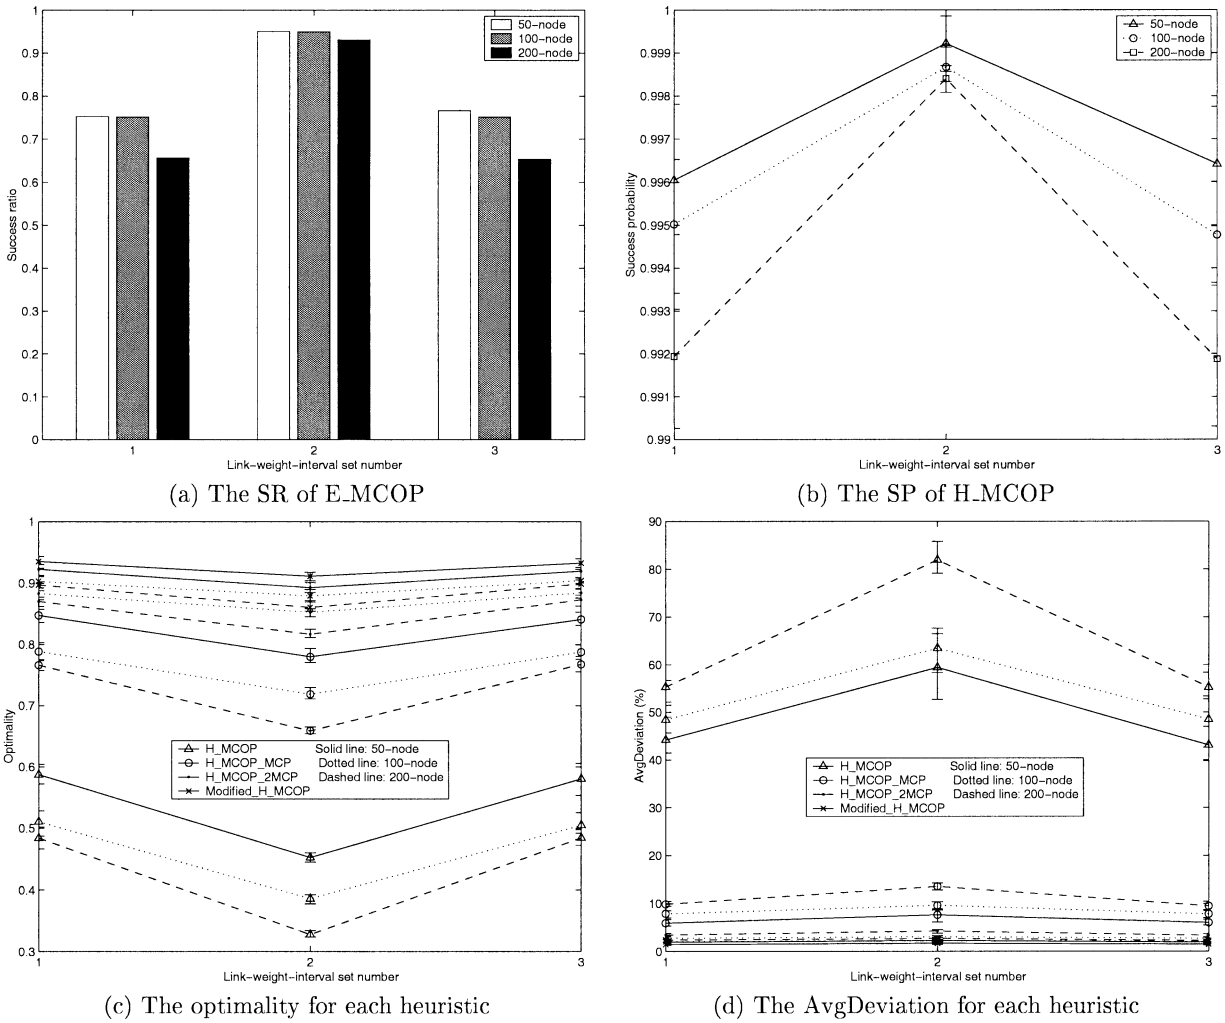 1
0.9
0.8
0.7
0.6
0.5
0.4
0.3
0.2
0.1
0
Success ratio
50-node
100-node
200-node
1 2 3
Link-weight-interval set number
(a) The SR of E_MCOP
1
0.999
0.998
0.997
0.996
0.995
0.994
0.993
0.992
0.991
0.99
Success probability
50-node
100-node
200-node
1 2 3
Link-weight-interval set number
(b) The SP of H_MCOP
1
0.9
0.8
0.7
0.6
0.5
0.4
0.3
Optimality
H_MCOP Solid line: 50-node
H_MCOP_MCP Dotted line: 100-node
H_MCOP_2MCP Dashed line: 200-node
Modified_H_MCOP
1 2 3
Link-weight-interval set number
(c) The optimality for each heuristic
90
80
70
60
50
40
30
20
10
0
AvgDeviation (%)
H_MCOP Solid line: 50-node
H_MCOP_MCP Dotted line: 100-node
H_MCOP_2MCP Dashed line: 200-node
Modified_H_MCOP
1 2 3
Link-weight-interval set number
(d) The AvgDeviation for each heuristic